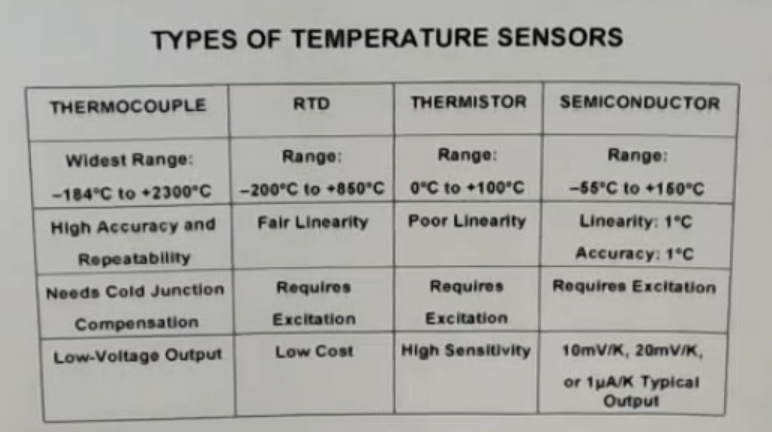 TYPES OF TEMPERATURE SENSORS
THERMOCOUPLE RTD THERMISTOR SEMICONDUCTOR
Widest Range: Range: Range: Range:
–184°C to +2300°C –200°C to +850°C 0°C to +100°C –55°C to +150°C
High Accuracy and Fair Linearity Poor Linearity Linearity: 1°C
Repeatability Accuracy: 1°C
Needs Cold Junction Requires Requires Requires Excitation
Compensation Excitation Excitation
Low-Voltage Output Low Cost High Sensitivity 10mV/K, 20mV/K,
or 1µA/K Typical
Output